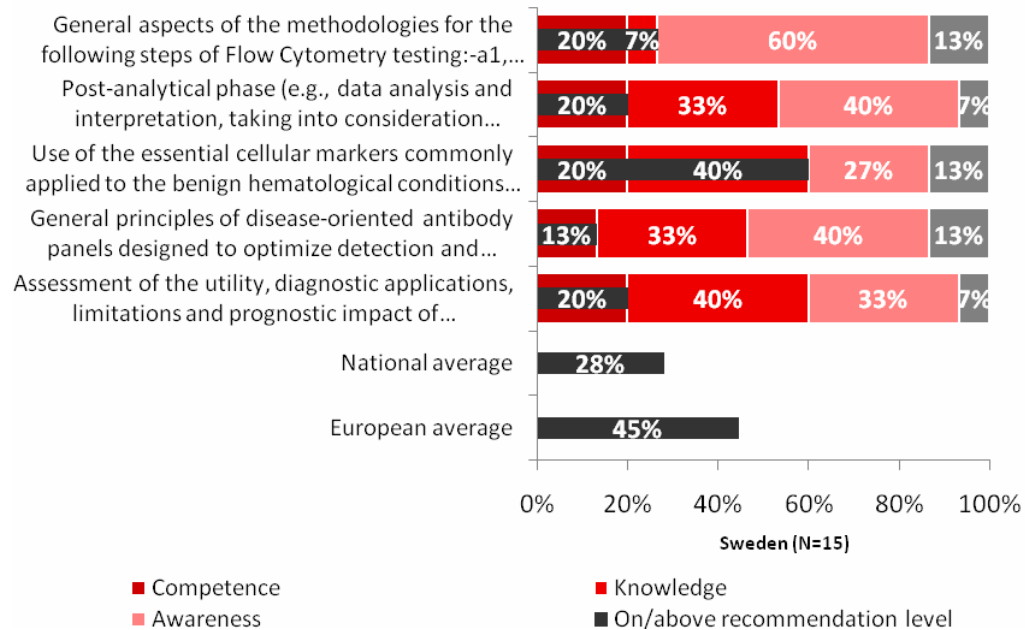 General aspects of the methodologies for the
following steps of Flow Cytometry testing:-a1,...
20% 7% 60% 13%
Post-analytical phase (e.g., data analysis and
interpretation, taking into consideration...
20% 33% 40% 7%
Use of the essential cellular markers commonly
applied to the benign hematological conditions...
20% 40% 27% 13%
General principles of disease-oriented antibody
panels designed to optimize detection and...
13% 33% 40% 13%
Assessment of the utility, diagnostic applications,
limitations and prognostic impact of...
20% 40% 33% 7%
National average 28%
European average 45%
0% 20% 40% 60% 80% 100%
Sweden (N=15)
Competence Knowledge
Awareness On/above recommendation level